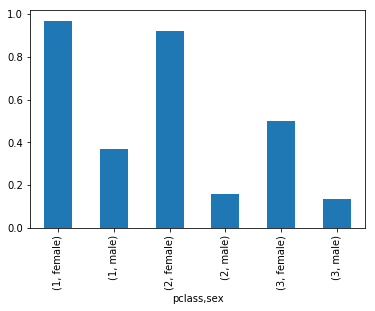 1.0
0.8
0.6
0.4
0.2
0.0
(1, female)
(1, male)
(2, female)
(2, male)
(3, female)
(3, male)
pclass,sex